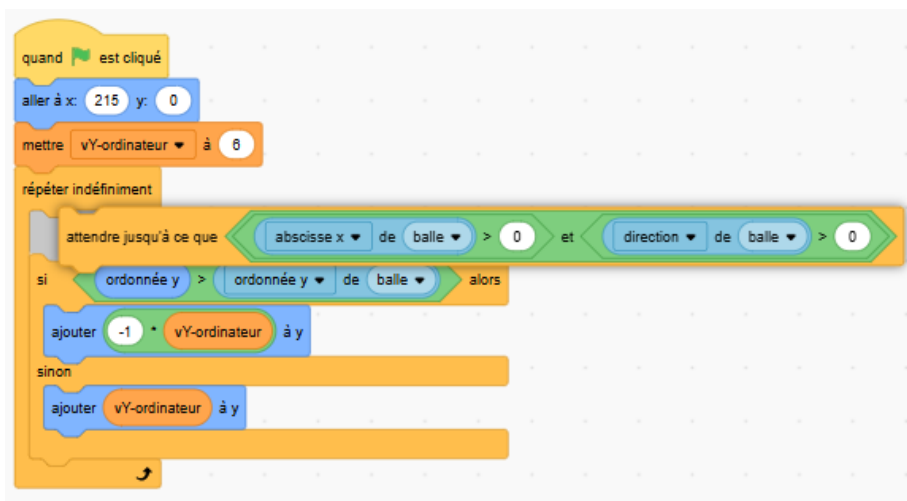 quand est cliqué
aller à x: 215 y: 0
mettre vY-ordinateur à 6
répéter indéfiniment
attendre jusqu'à ce que abscisse x de balle > 0 et direction de balle > 0
si ordonnée y > ordonnée y de balle alors
ajouter -1 * vY-ordinateur à y
sinon
ajouter vY-ordinateur à y